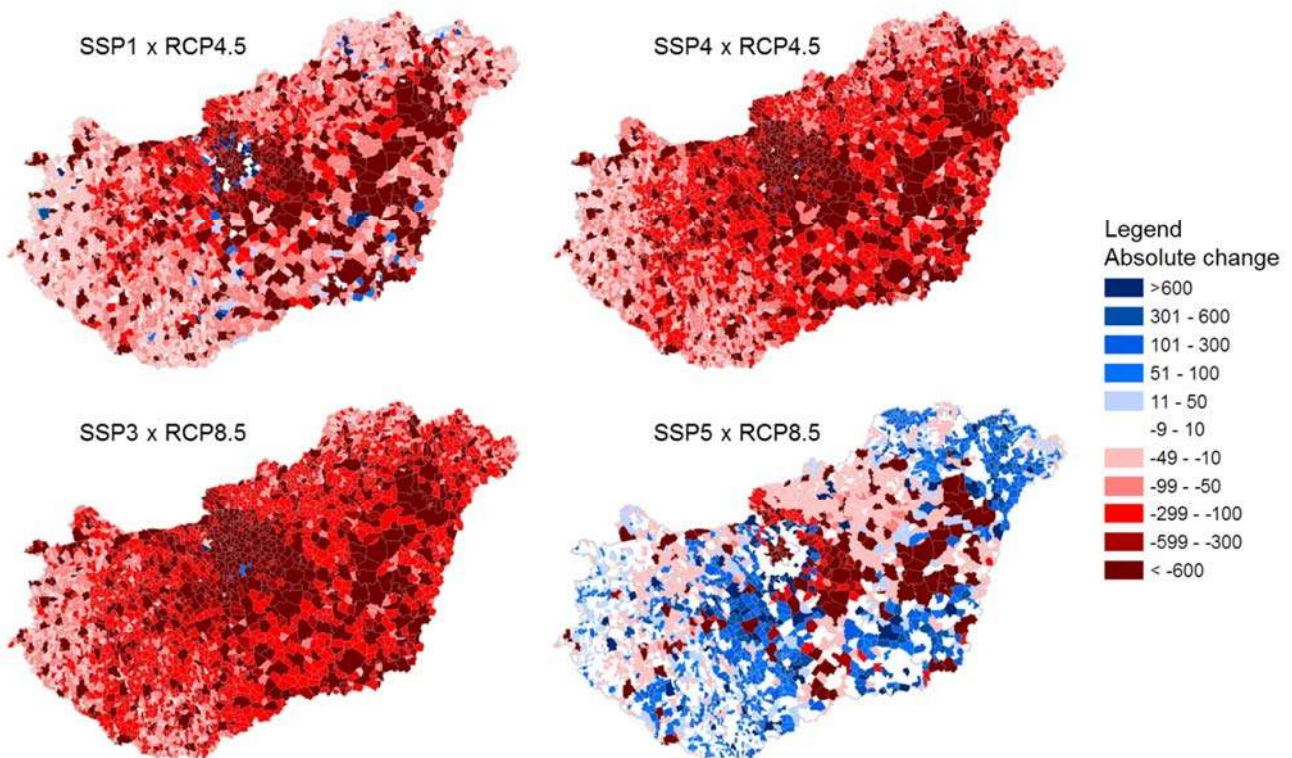 SSP1 x RCP4.5
SSP4 x RCP4.5
SSP3 x RCP8.5
SSP5 x RCP8.5
Legend
Absolute change
>600
301 - 600
101 - 300
51 - 100
11 - 50
-9 - 10
-49 - -10
-99 - -50
-299 - -100
-599 - -300
< -600